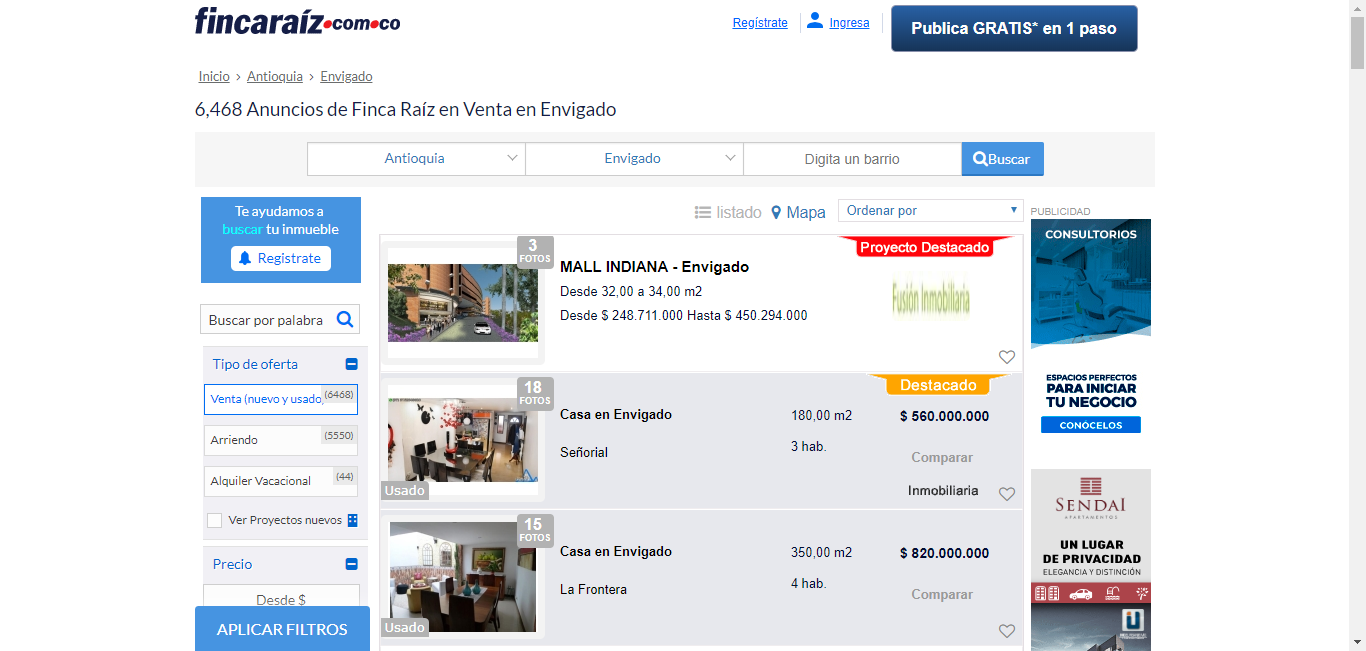 fincaraíz.com.co
Regístrate
Ingresa
Publica GRATIS* en 1 paso
Inicio › Antioquia › Envigado
6,468 Anuncios de Finca Raíz en Venta en Envigado
Antioquia
Envigado
Digita un barrio
Buscar
Te ayudamos a
buscar tu inmueble
Registrate
Buscar por palabra
Tipo de oferta
Venta (nuevo y usado) (6468)
Arriendo (5550)
Alquiler Vacacional (44)
Ver Proyectos nuevos
Precio
Desde $
APLICAR FILTROS
listado
Mapa
Ordenar por
3
FOTOS
MALL INDIANA - Envigado
Desde 32,00 a 34,00 m2
Desde $ 248.711.000 Hasta $ 450.294.000
Proyecto Destacado
Fusión Inmobiliaria
18
FOTOS
Usado
Casa en Envigado
Señorial
180,00 m2
3 hab.
Destacado
$ 560.000.000
Comparar
Inmobiliaria
15
FOTOS
Usado
Casa en Envigado
La Frontera
350,00 m2
4 hab.
$ 820.000.000
Comparar
PUBLICIDAD
CONSULTORIOS
ESPACIOS PERFECTOS
PARA INICIAR
TU NEGOCIO
CONÓCELOS
SENDAI
APARTAMENTOS
UN LUGAR
DE PRIVACIDAD
ELEGANCIA Y DISTINCIÓN